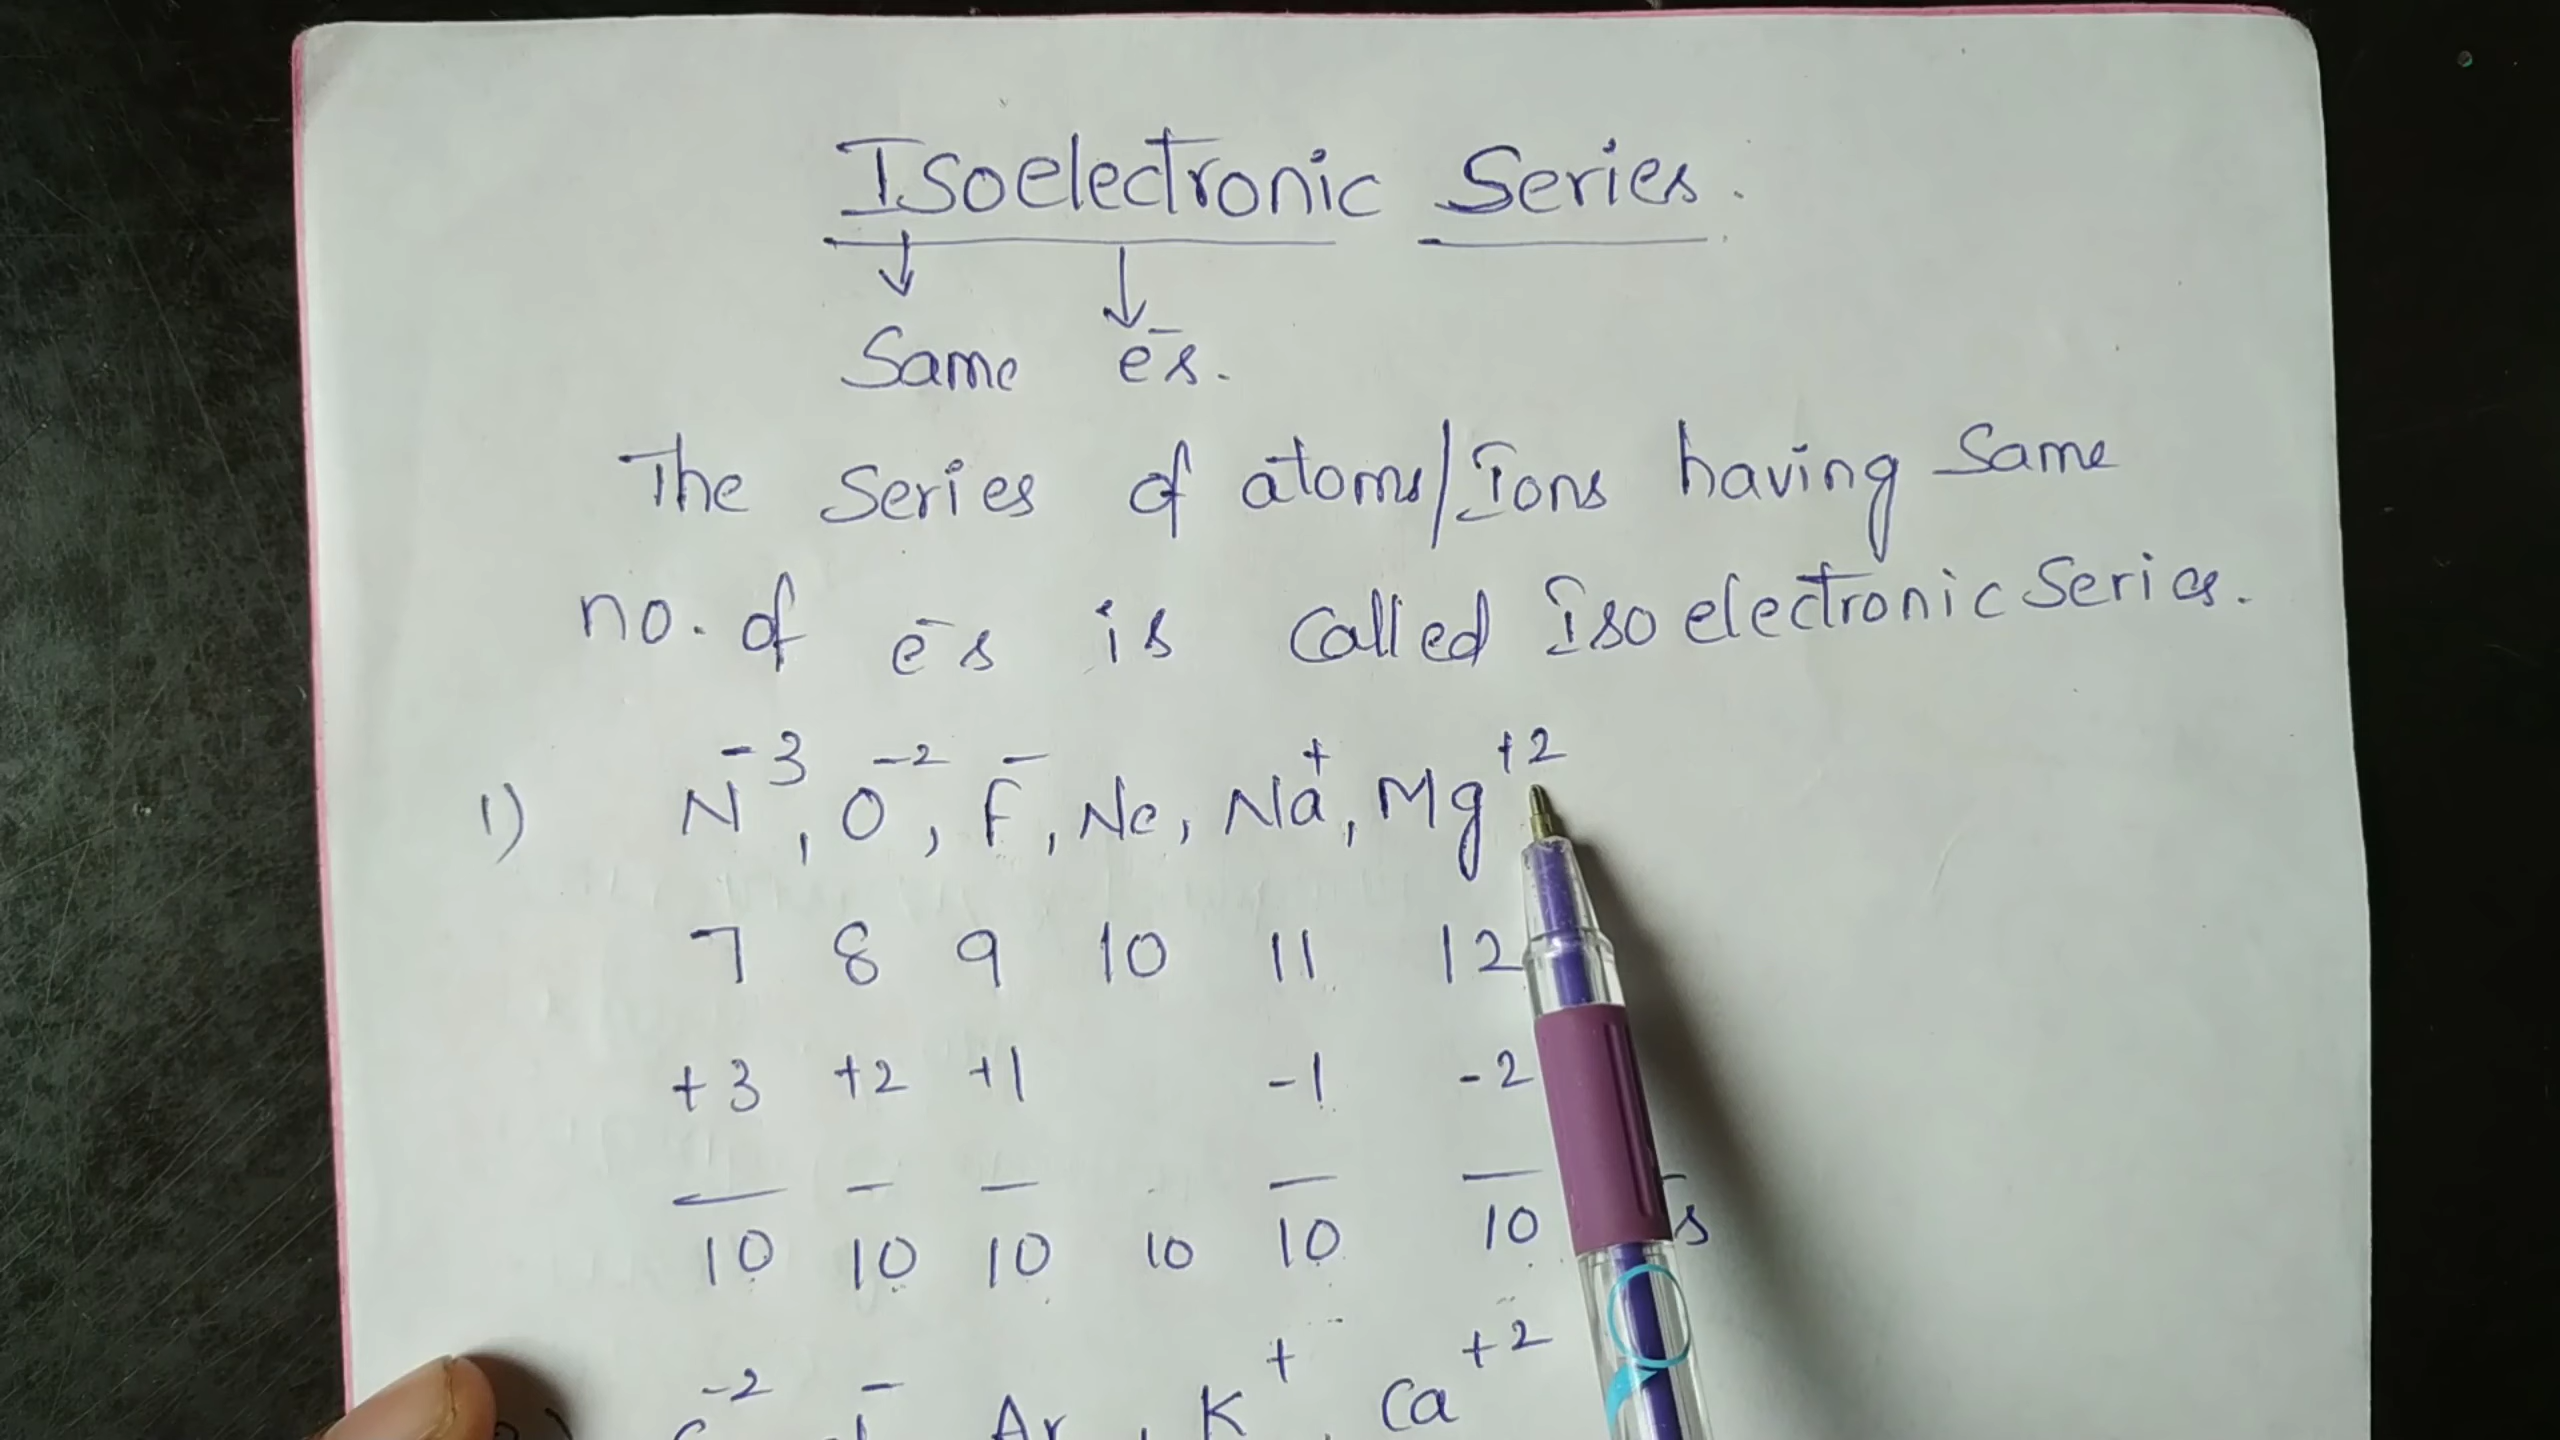 Isoelectronic Series.
Same e⁻s.
The Series of atoms/Ions having Same
no. of e⁻s is Called Iso electronic Series.
1) N⁻³, O⁻², F⁻, Ne, Na⁺, Mg⁺²
7 8 9 10 11 12
+3 +2 +1 -1 -2
10 10 10 10 10 10 s
Ar, K⁺, Ca⁺²